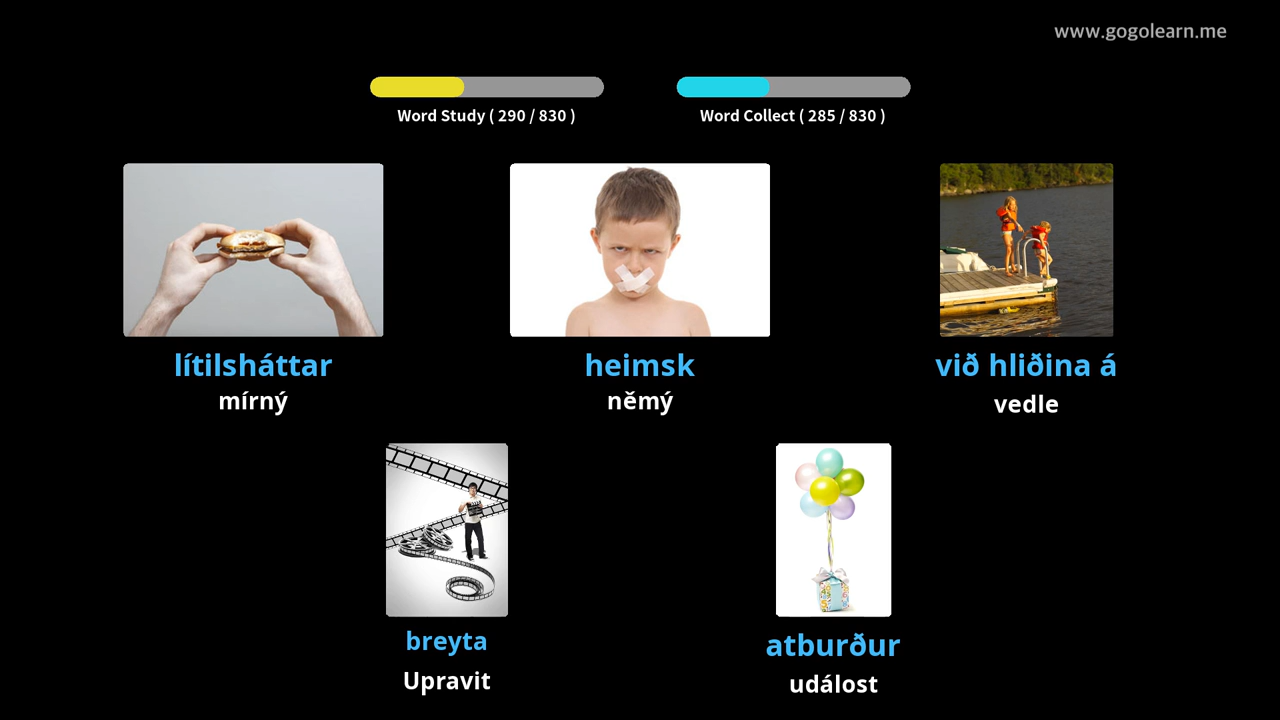 www.gogolearn.me
Word Study ( 290 / 830 )
Word Collect ( 285 / 830 )
lítilsháttar
mírný
heimsk
němý
við hliðina á
vedle
breyta
Upravit
atburður
událost